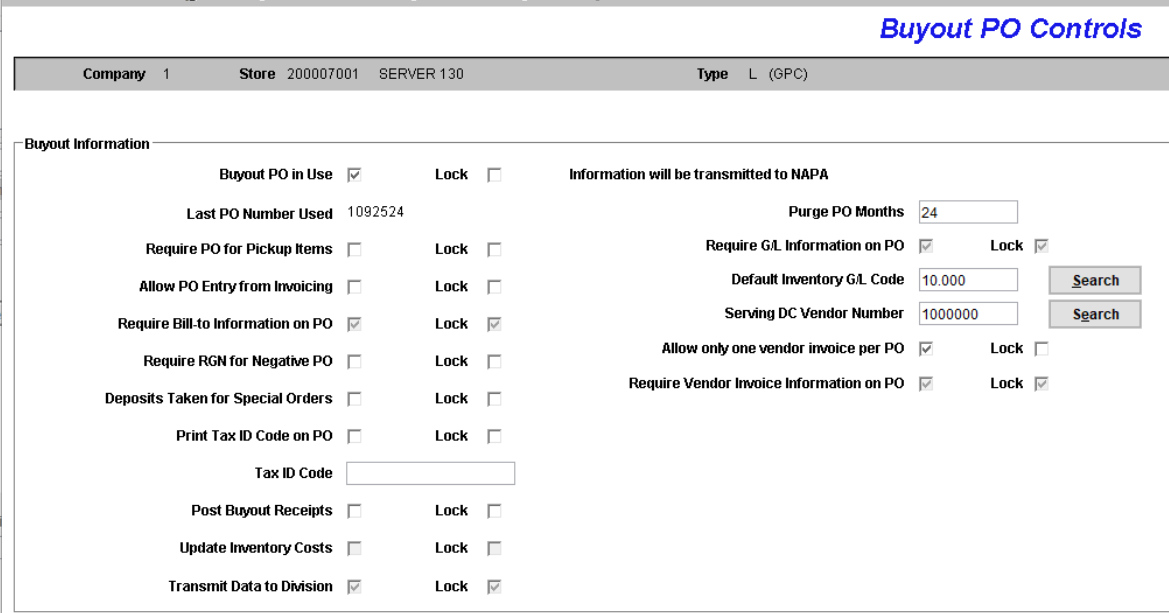 Buyout PO Controls
Company 1 Store 200007001 SERVER 130 Type L (GPC)
Buyout Information
Buyout PO in Use Lock Information will be transmitted to NAPA
Last PO Number Used 1092524 Purge PO Months 24
Require PO for Pickup Items Lock Require G/L Information on PO Lock
Allow PO Entry from Invoicing Lock Default Inventory G/L Code 10.000 Search
Require Bill-to Information on PO Lock Serving DC Vendor Number 1000000 Search
Require RGN for Negative PO Lock Allow only one vendor invoice per PO Lock
Deposits Taken for Special Orders Lock Require Vendor Invoice Information on PO Lock
Print Tax ID Code on PO Lock
Tax ID Code
Post Buyout Receipts Lock
Update Inventory Costs Lock
Transmit Data to Division Lock